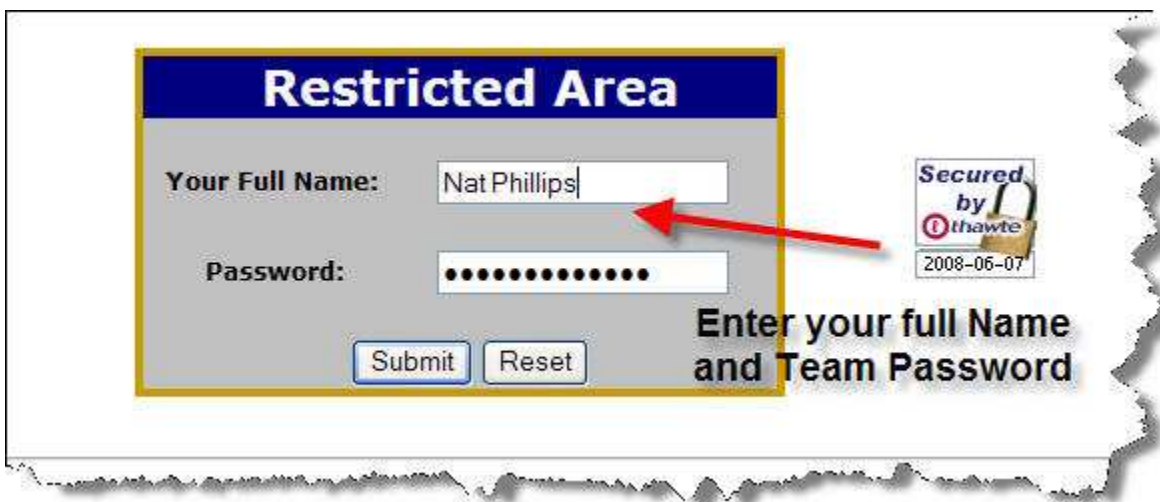 Restricted Area
Your Full Name:
Nat Phillips
Password:
•••••••••••••
Submit Reset
Secured
by
thawte
2008-06-07
Enter your full Name
and Team Password